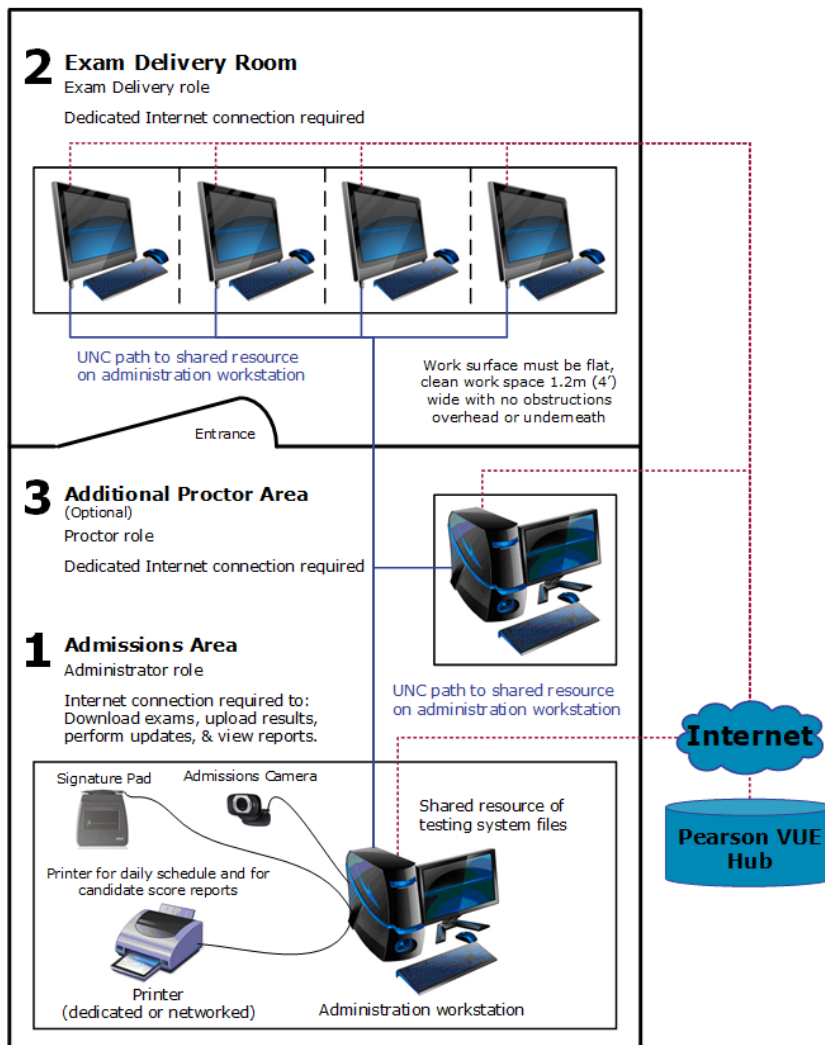 2 Exam Delivery Room
Exam Delivery role
Dedicated Internet connection required
UNC path to shared resource
on administration workstation
Work surface must be flat,
clean work space 1.2m (4')
wide with no obstructions
overhead or underneath
Entrance
3 Additional Proctor Area
(Optional)
Proctor role
Dedicated Internet connection required
UNC path to shared resource
on administration workstation
1 Admissions Area
Administrator role
Internet connection required to:
Download exams, upload results,
perform updates, & view reports.
Signature Pad
Admissions Camera
Shared resource of
testing system files
Printer for daily schedule and for
candidate score reports
Printer
(dedicated or networked)
Administration workstation
Internet
Pearson VUE
Hub